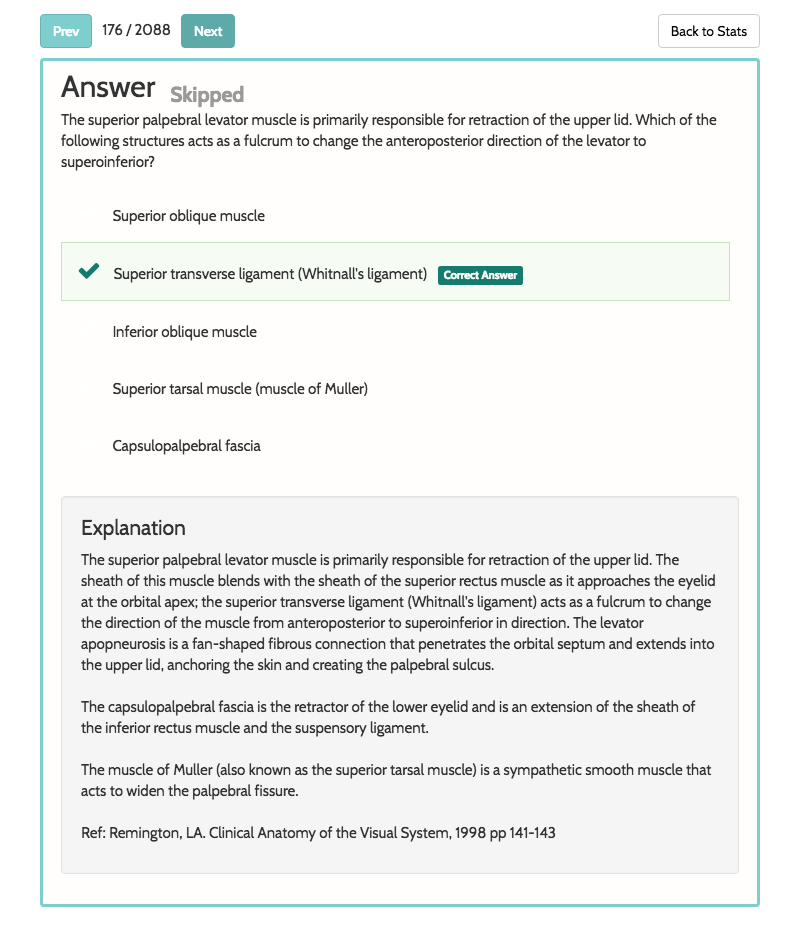 Prev 176 / 2088 Next Back to Stats
Answer Skipped
The superior palpebral levator muscle is primarily responsible for retraction of the upper lid. Which of the
following structures acts as a fulcrum to change the anteroposterior direction of the levator to
superoinferior?
Superior oblique muscle
Superior transverse ligament (Whitnall's ligament) Correct Answer
Inferior oblique muscle
Superior tarsal muscle (muscle of Muller)
Capsulopalpebral fascia
Explanation
The superior palpebral levator muscle is primarily responsible for retraction of the upper lid. The
sheath of this muscle blends with the sheath of the superior rectus muscle as it approaches the eyelid
at the orbital apex; the superior transverse ligament (Whitnall's ligament) acts as a fulcrum to change
the direction of the muscle from anteroposterior to superoinferior in direction. The levator
apopneurosis is a fan-shaped fibrous connection that penetrates the orbital septum and extends into
the upper lid, anchoring the skin and creating the palpebral sulcus.
The capsulopalpebral fascia is the retractor of the lower eyelid and is an extension of the sheath of
the inferior rectus muscle and the suspensory ligament.
The muscle of Muller (also known as the superior tarsal muscle) is a sympathetic smooth muscle that
acts to widen the palpebral fissure.
Ref: Remington, LA. Clinical Anatomy of the Visual System, 1998 pp 141-143